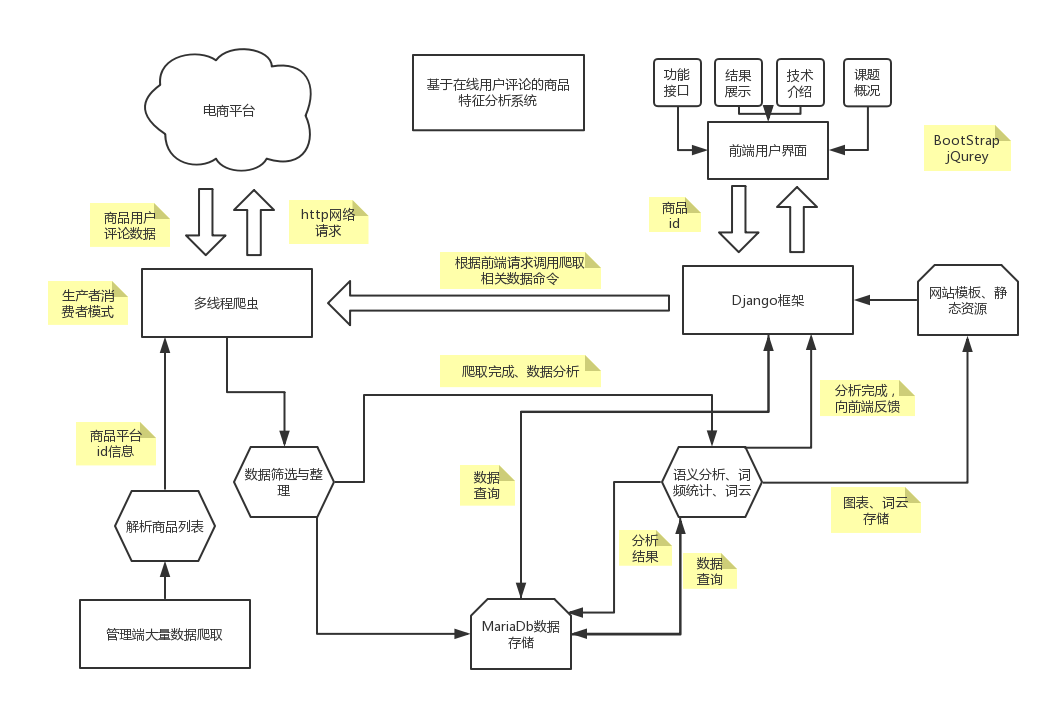 电商平台
基于在线用户评论的商品
特征分析系统
功能
接口
结果
展示
技术
介绍
课题
概况
前端用户界面
BootStrap
jQurey
商品用户
评论数据
http网络
请求
商品
id
生产者消
费者模式
多线程爬虫
根据前端请求调用爬取
相关数据命令
Django框架
网站模板、静
态资源
爬取完成、数据分析
分析完成，
向前端反馈
商品平台
id信息
数据筛选与整
理
数据
查询
语义分析、词
频统计、词云
图表、词云
存储
解析商品列表
分析
结果
数据
查询
管理端大量数据爬取
MariaDb数据
存储